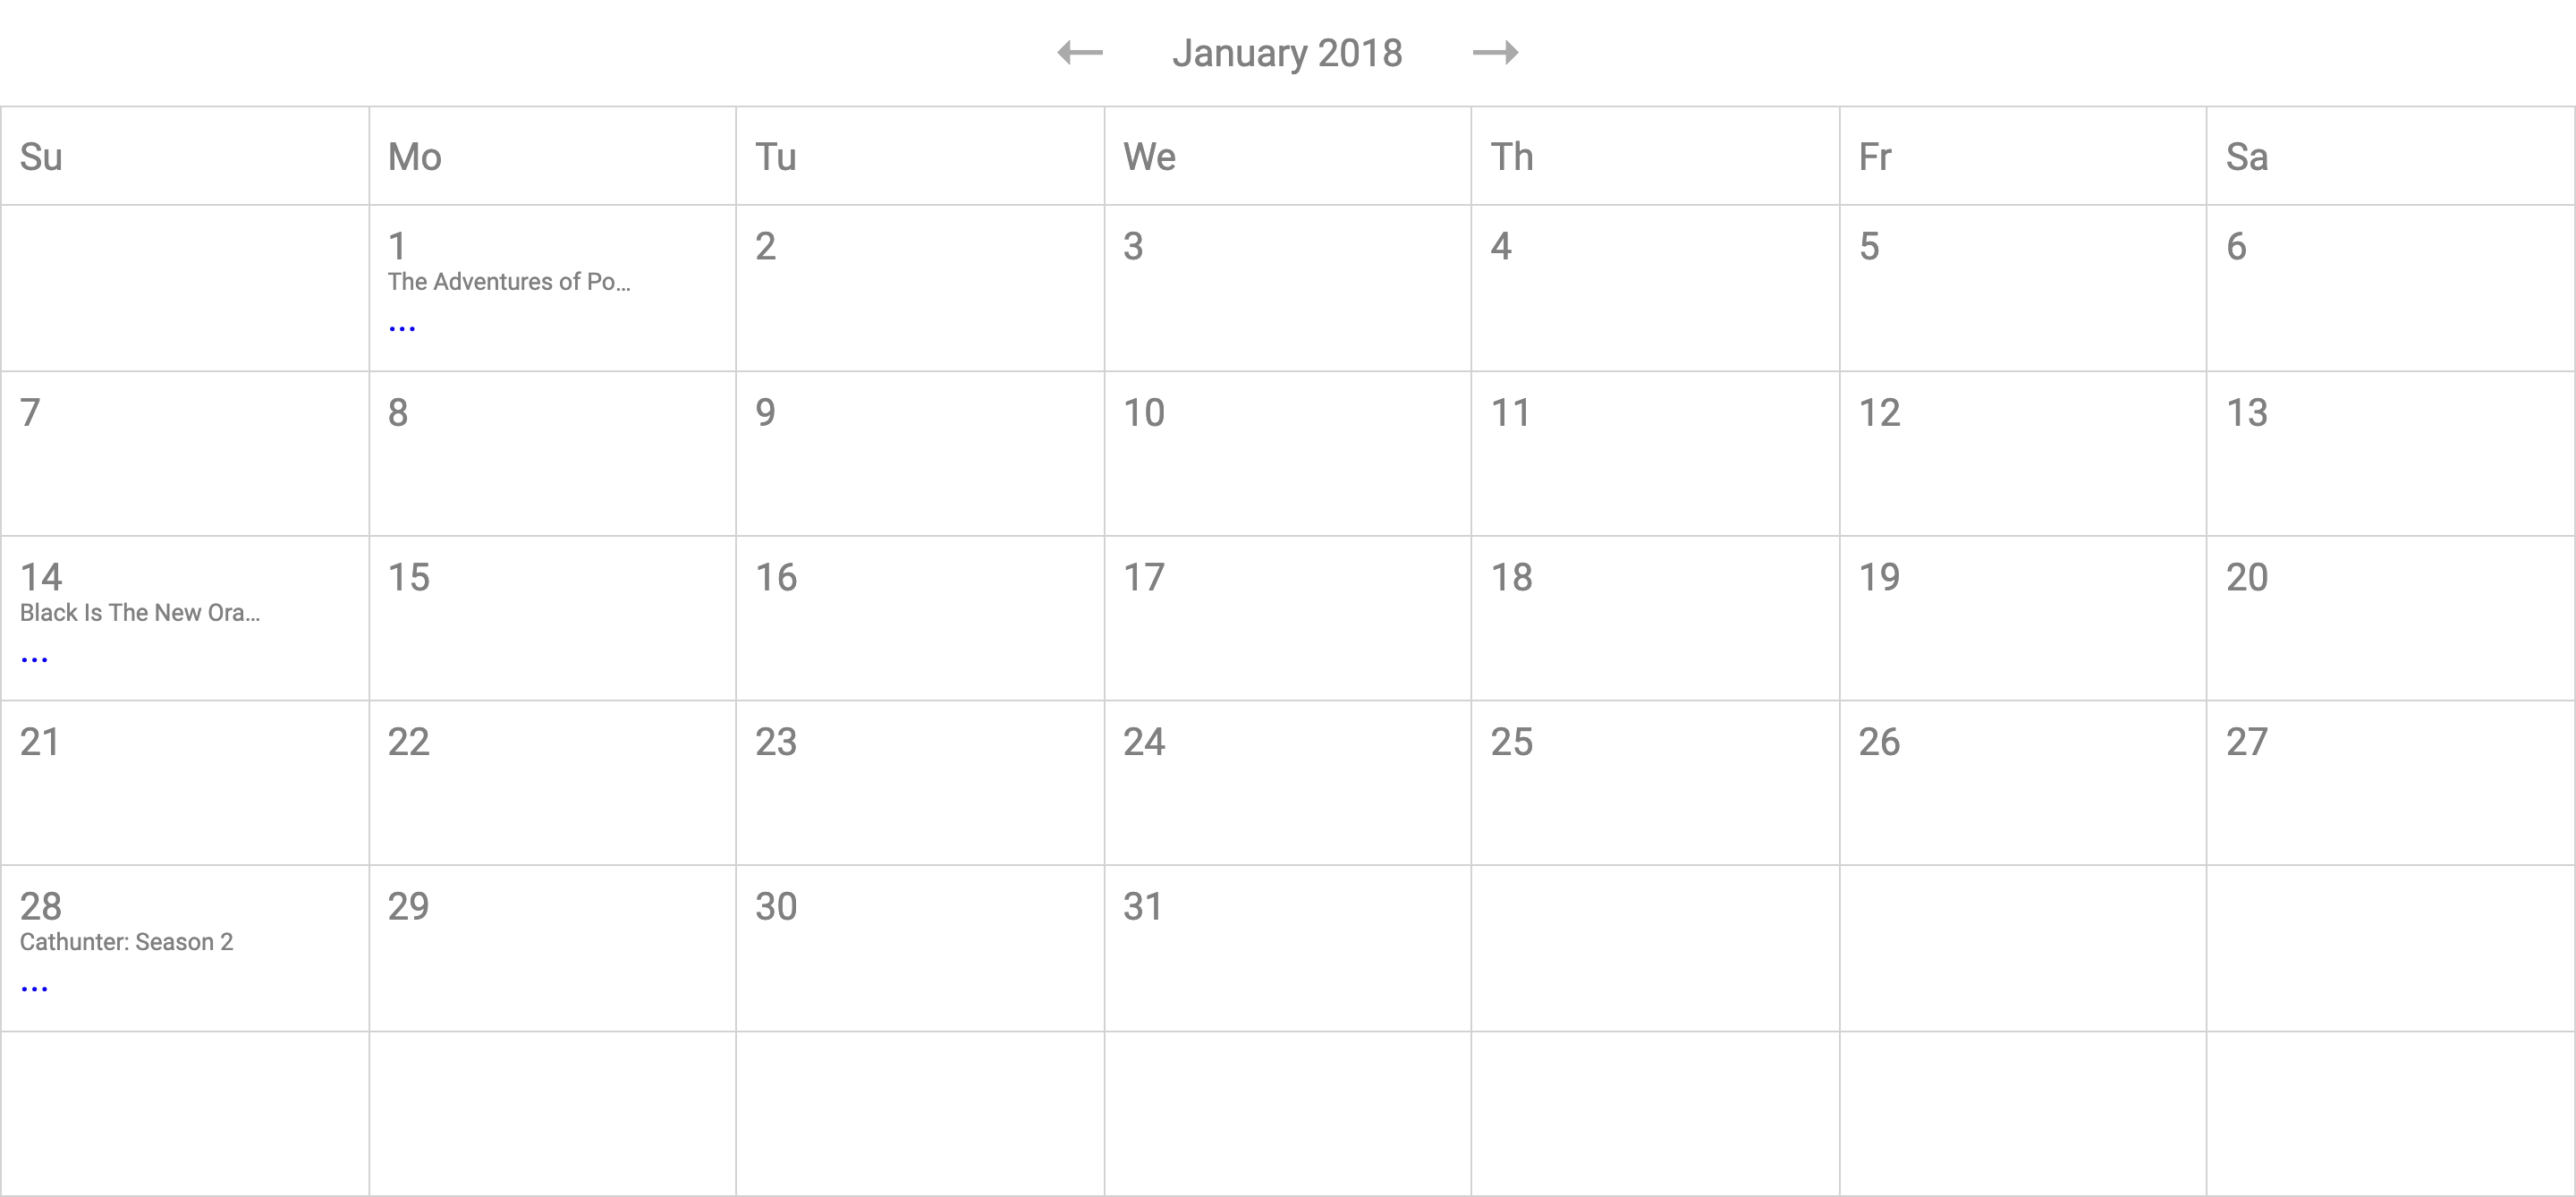 January 2018
Su Mo Tu We Th Fr Sa
1 2 3 4 5 6
The Adventures of Po...
...
7 8 9 10 11 12 13
14 15 16 17 18 19 20
Black Is The New Ora...
...
21 22 23 24 25 26 27
28 29 30 31
Cathunter: Season 2
...